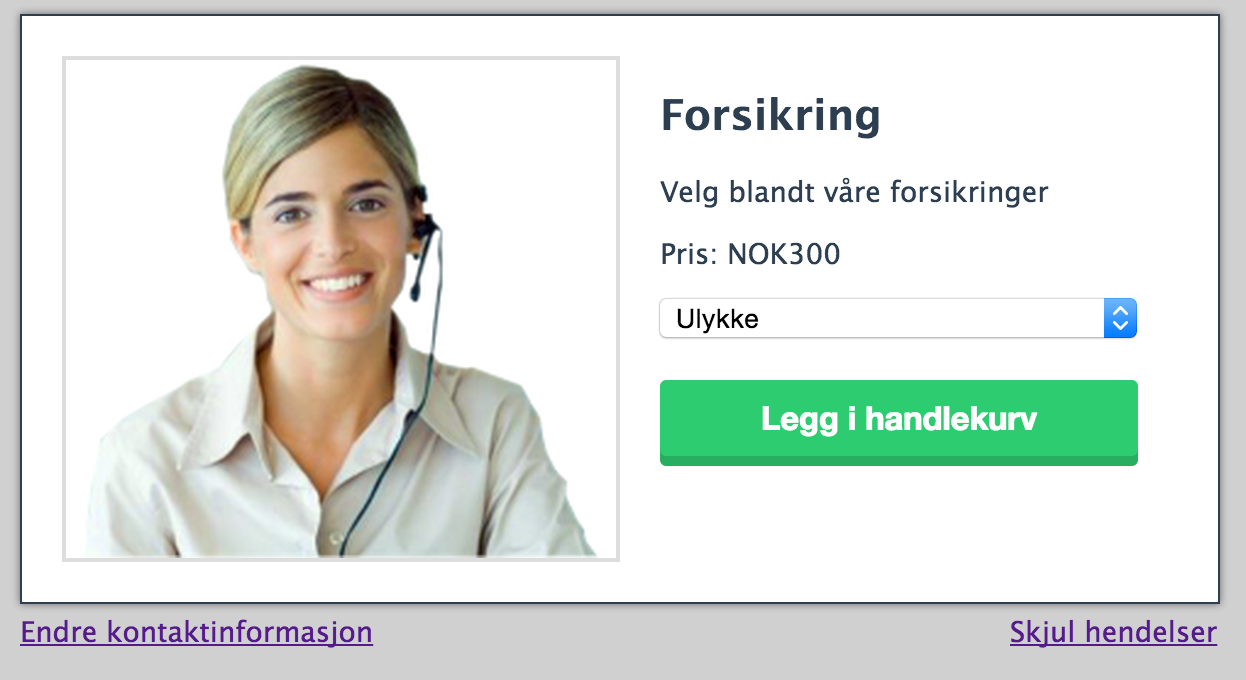 Forsikring
Velg blandt våre forsikringer
Pris: NOK300
Ulykke
Legg i handlekurv
Endre kontaktinformasjon
Skjul hendelser